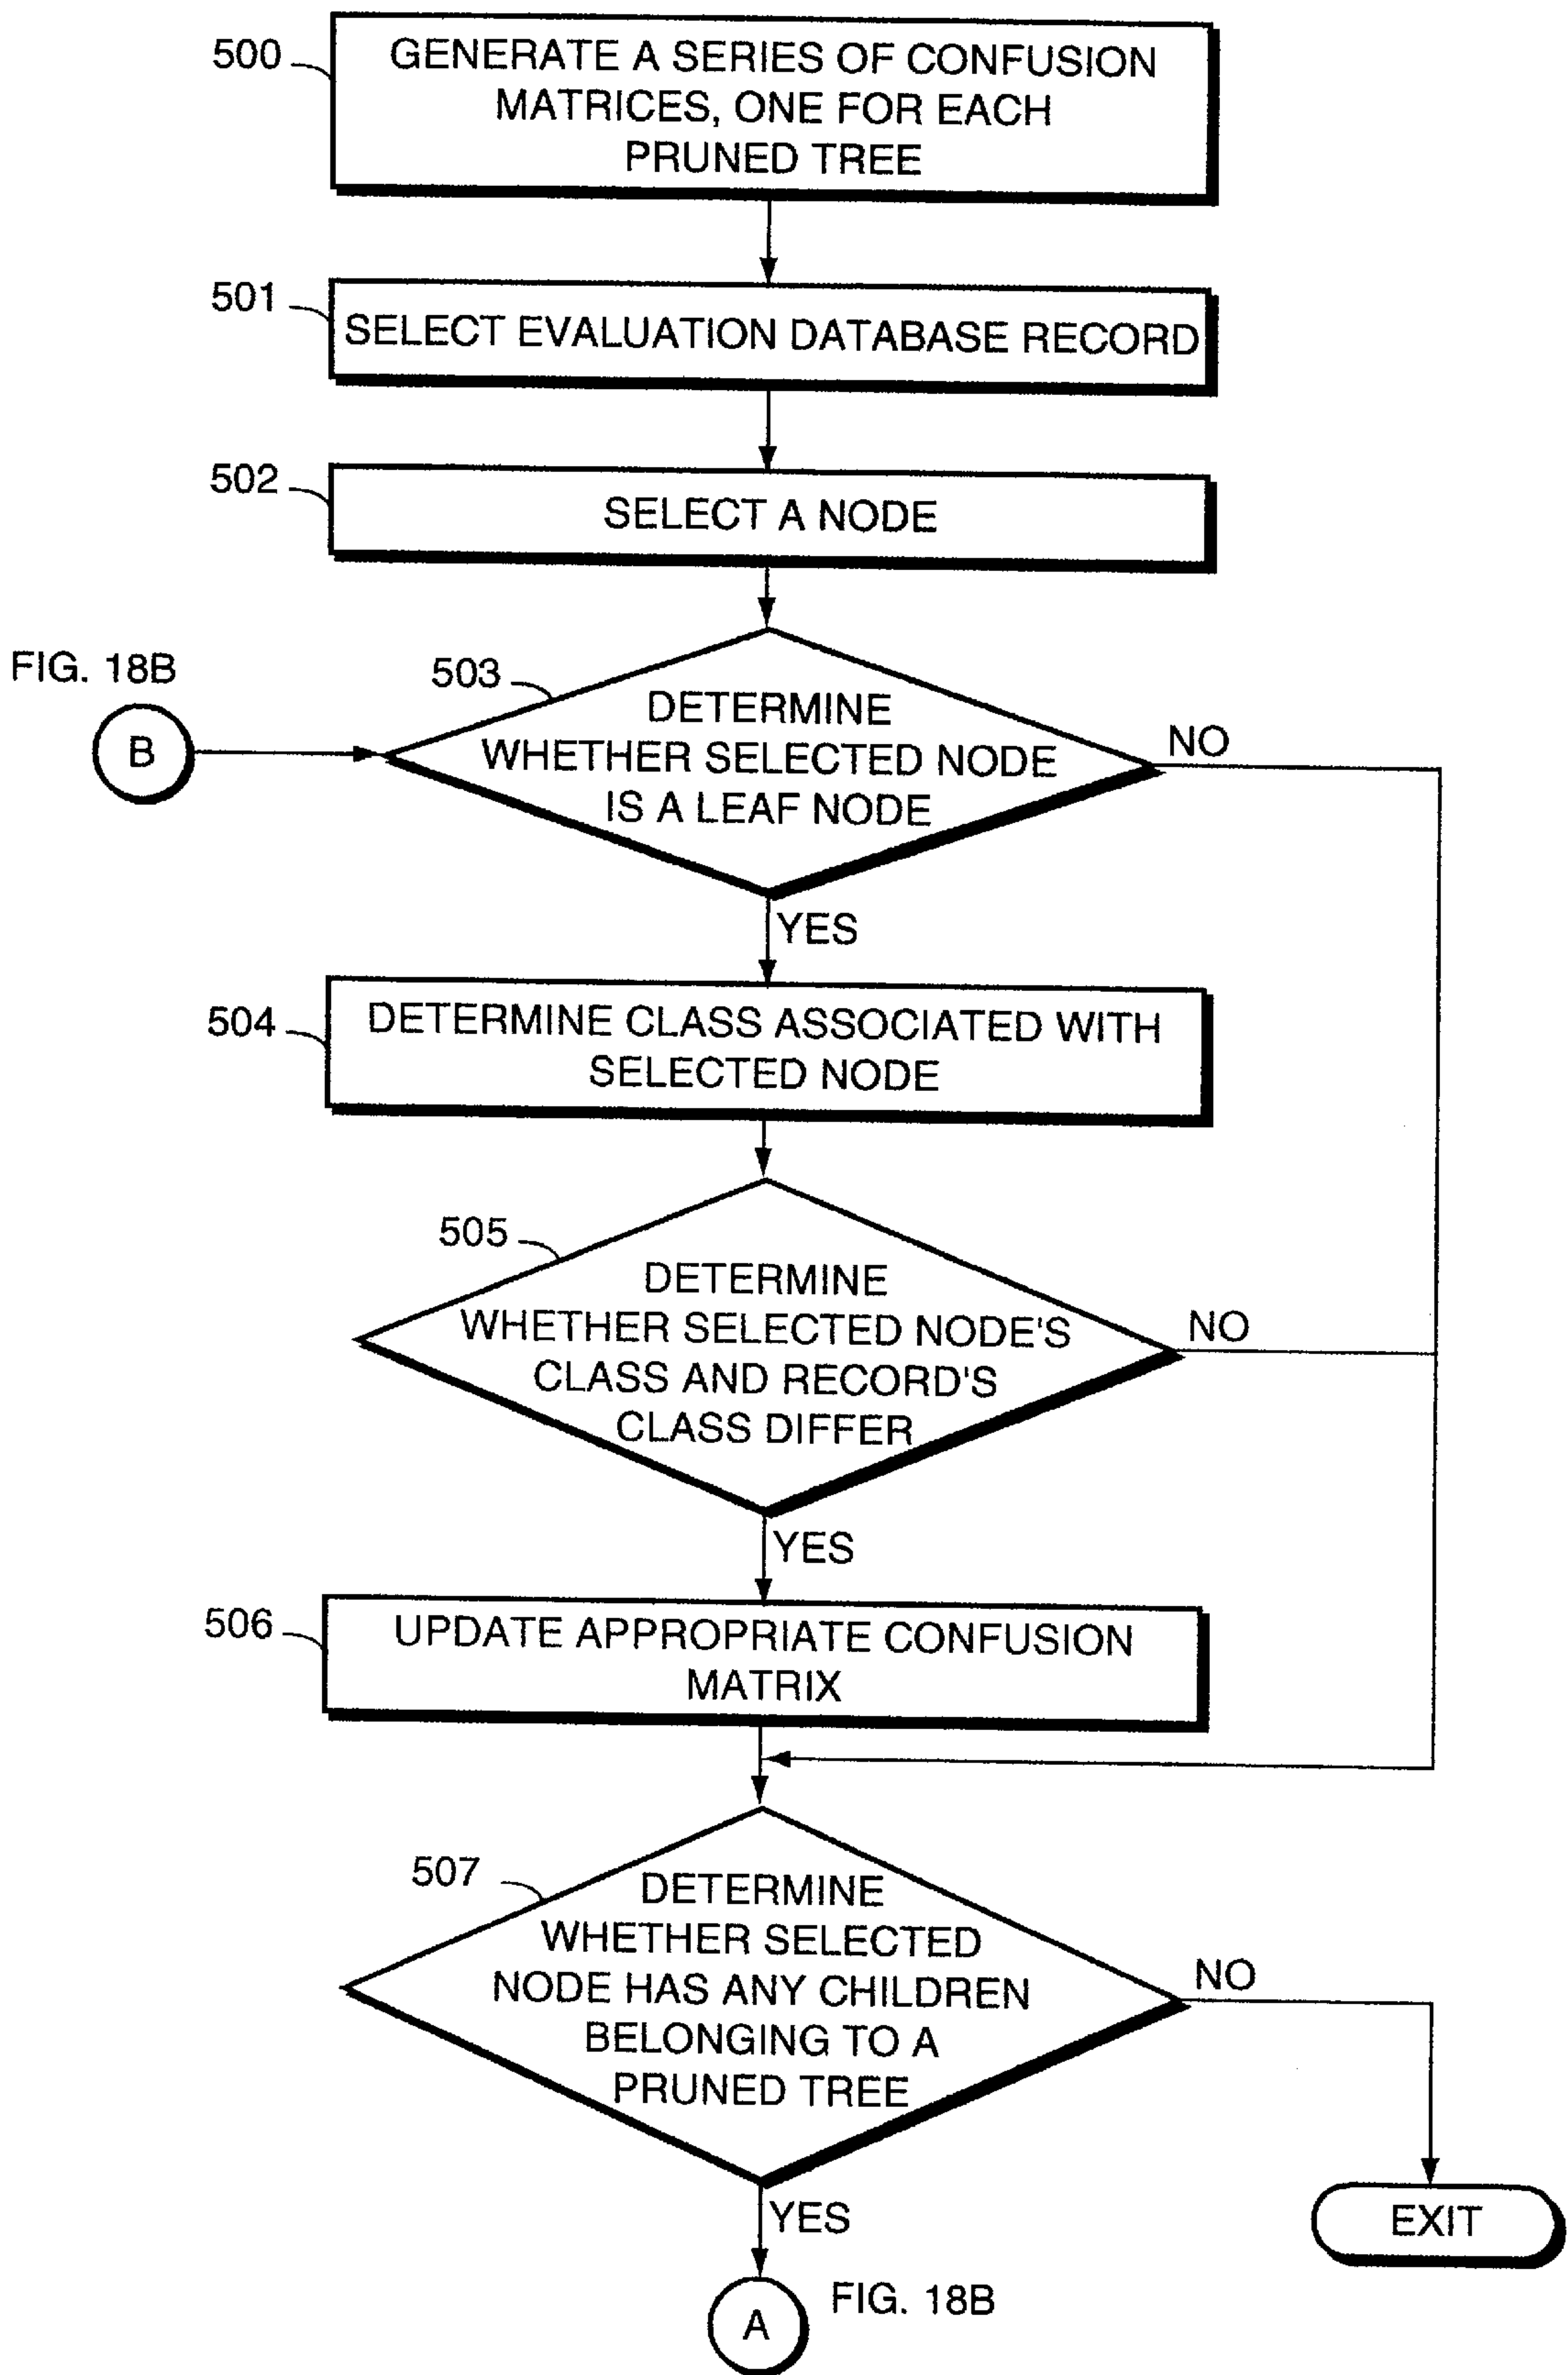 500
GENERATE A SERIES OF CONFUSION
MATRICES, ONE FOR EACH
PRUNED TREE
501
SELECT EVALUATION DATABASE RECORD
502
SELECT A NODE
FIG. 18B
B
503
DETERMINE
WHETHER SELECTED NODE
IS A LEAF NODE
NO
YES
504
DETERMINE CLASS ASSOCIATED WITH
SELECTED NODE
505
DETERMINE
WHETHER SELECTED NODE'S
CLASS AND RECORD'S
CLASS DIFFER
NO
YES
506
UPDATE APPROPRIATE CONFUSION
MATRIX
507
DETERMINE
WHETHER SELECTED
NODE HAS ANY CHILDREN
BELONGING TO A
PRUNED TREE
NO
YES
EXIT
A
FIG. 18B